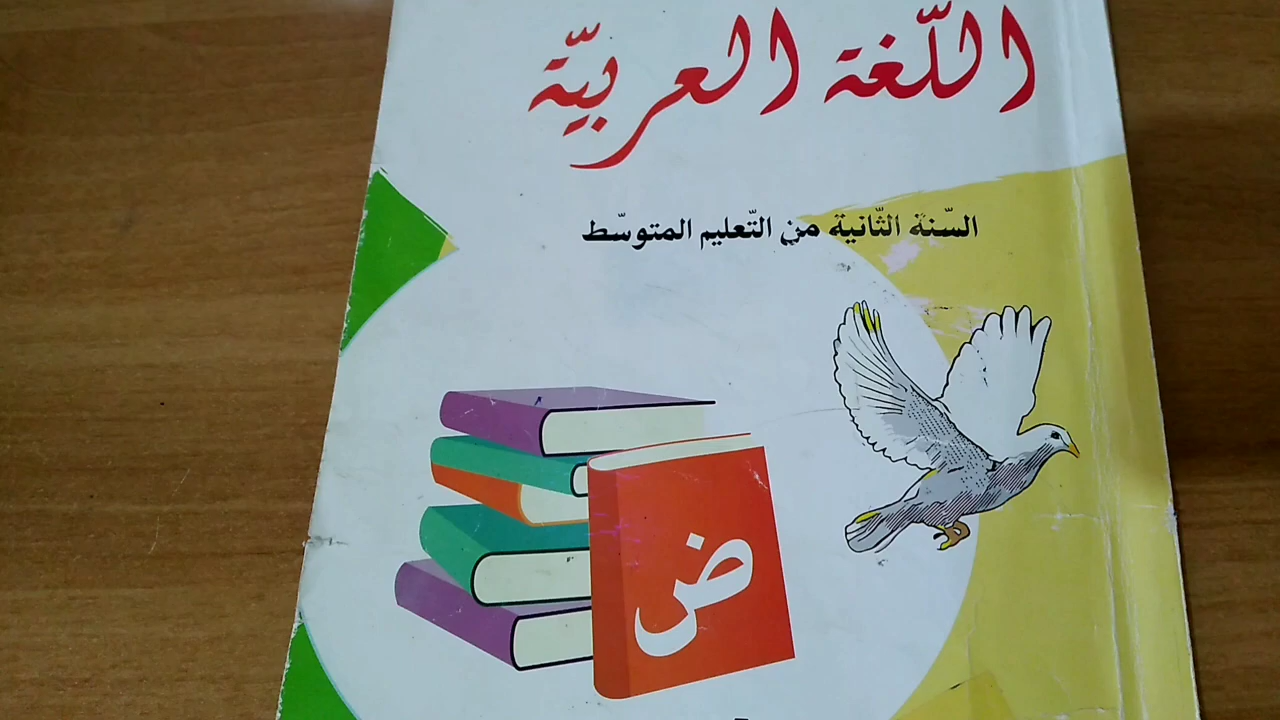 اللّغة العربيّة
السّنة الثّانية من التّعليم المتوسّط
ض